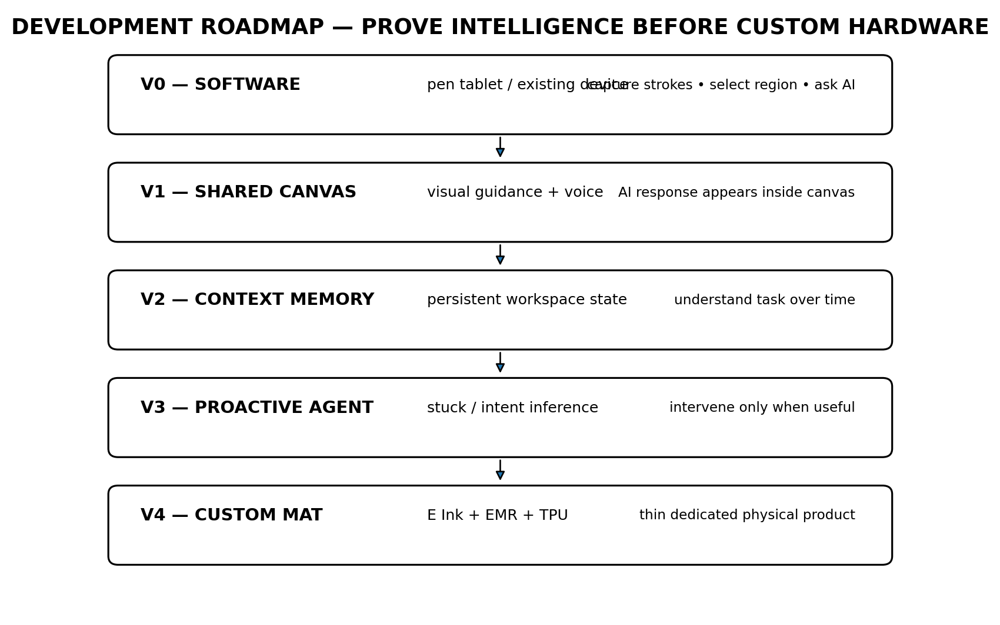 DEVELOPMENT ROADMAP — PROVE INTELLIGENCE BEFORE CUSTOM HARDWARE
V0 — SOFTWARE pen tablet / existing device capture strokes • select region • ask AI
V1 — SHARED CANVAS visual guidance + voice AI response appears inside canvas
V2 — CONTEXT MEMORY persistent workspace state understand task over time
V3 — PROACTIVE AGENT stuck / intent inference intervene only when useful
V4 — CUSTOM MAT E Ink + EMR + TPU thin dedicated physical product